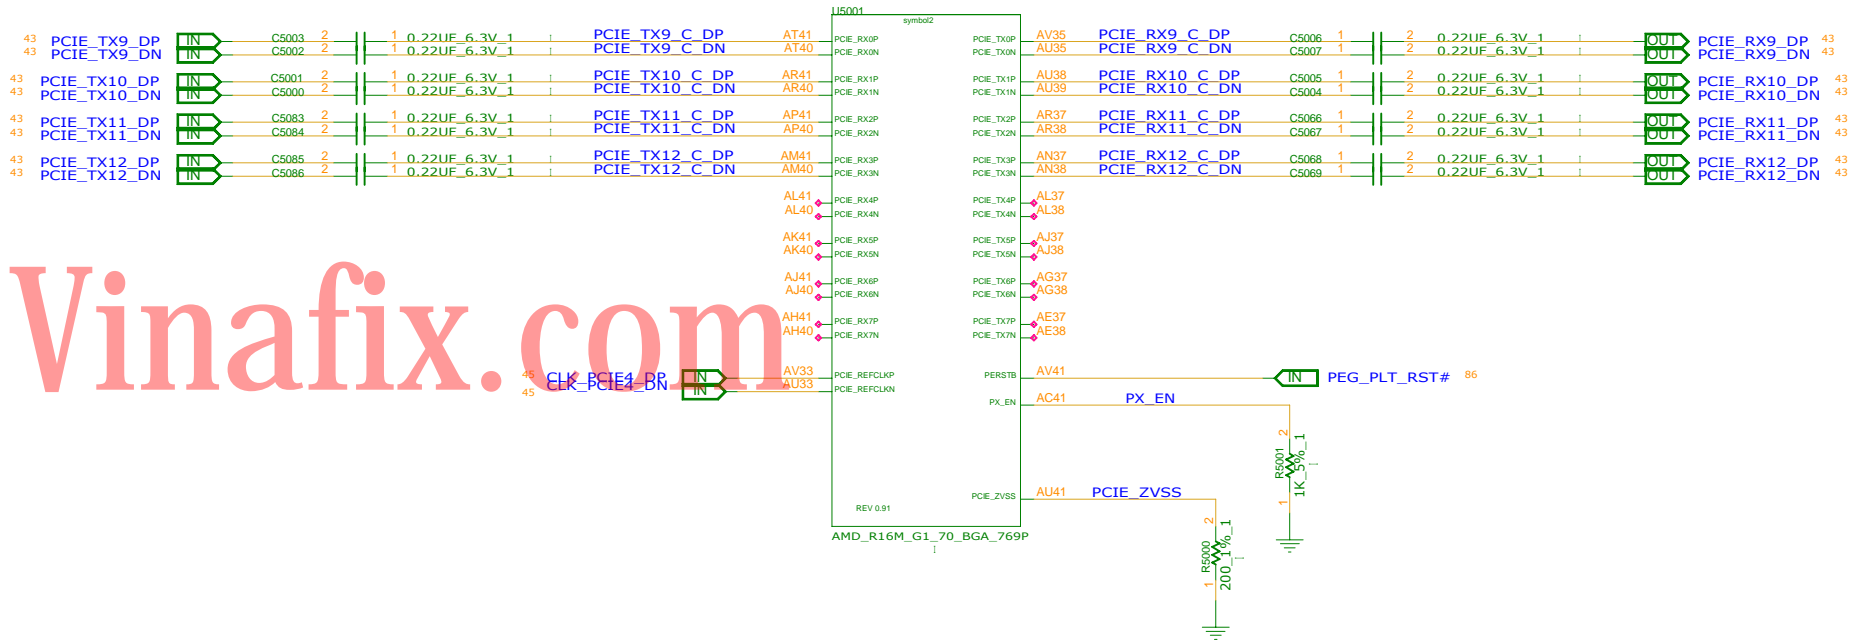 U5001
symbol2
43 PCIE_TX9_DP IN C5003 2 1 0.22UF_6.3V_1 PCIE_TX9_C_DP AT41 PCIE_RX0P PCIE_TX0P AV35 PCIE_RX9_C_DP C5006 1 2 0.22UF_6.3V_1 OUT PCIE_RX9_DP 43
43 PCIE_TX9_DN IN C5002 2 1 0.22UF_6.3V_1 PCIE_TX9_C_DN AT40 PCIE_RX0N PCIE_TX0N AU35 PCIE_RX9_C_DN C5007 1 2 0.22UF_6.3V_1 OUT PCIE_RX9_DN 43
43 PCIE_TX10_DP IN C5001 2 1 0.22UF_6.3V_1 PCIE_TX10_C_DP AR41 PCIE_RX1P PCIE_TX1P AU38 PCIE_RX10_C_DP C5005 1 2 0.22UF_6.3V_1 OUT PCIE_RX10_DP 43
43 PCIE_TX10_DN IN C5000 2 1 0.22UF_6.3V_1 PCIE_TX10_C_DN AR40 PCIE_RX1N PCIE_TX1N AU39 PCIE_RX10_C_DN C5004 1 2 0.22UF_6.3V_1 OUT PCIE_RX10_DN 43
43 PCIE_TX11_DP IN C5083 2 1 0.22UF_6.3V_1 PCIE_TX11_C_DP AP41 PCIE_RX2P PCIE_TX2P AR37 PCIE_RX11_C_DP C5066 1 2 0.22UF_6.3V_1 OUT PCIE_RX11_DP 43
43 PCIE_TX11_DN IN C5084 2 1 0.22UF_6.3V_1 PCIE_TX11_C_DN AP40 PCIE_RX2N PCIE_TX2N AR38 PCIE_RX11_C_DN C5067 1 2 0.22UF_6.3V_1 OUT PCIE_RX11_DN 43
43 PCIE_TX12_DP IN C5085 2 1 0.22UF_6.3V_1 PCIE_TX12_C_DP AM41 PCIE_RX3P PCIE_TX3P AN37 PCIE_RX12_C_DP C5068 1 2 0.22UF_6.3V_1 OUT PCIE_RX12_DP 43
43 PCIE_TX12_DN IN C5086 2 1 0.22UF_6.3V_1 PCIE_TX12_C_DN AM40 PCIE_RX3N PCIE_TX3N AN38 PCIE_RX12_C_DN C5069 1 2 0.22UF_6.3V_1 OUT PCIE_RX12_DN 43
AL41 PCIE_RX4P PCIE_TX4P AL37
AL40 PCIE_RX4N PCIE_TX4N AL38
AK41 PCIE_RX5P PCIE_TX5P AJ37
AK40 PCIE_RX5N PCIE_TX5N AJ38
AJ41 PCIE_RX6P PCIE_TX6P AG37
AJ40 PCIE_RX6N PCIE_TX6N AG38
AH41 PCIE_RX7P PCIE_TX7P AE37
AH40 PCIE_RX7N PCIE_TX7N AE38
Vinafix.com
45 CLK_PCIE4_DP IN AV33 PCIE_REFCLKP PERSTB AV41 IN PEG_PLT_RST# 86
45 CLK_PCIE4_DN IN AU33 PCIE_REFCLKN
PX_EN AC41 PX_EN
2 R5001 1K_5%_1 1
PCIE_ZVSS AU41 PCIE_ZVSS
REV 0.91
2 R5000 200_1%_1 1
AMD_R16M_G1_70_BGA_769P